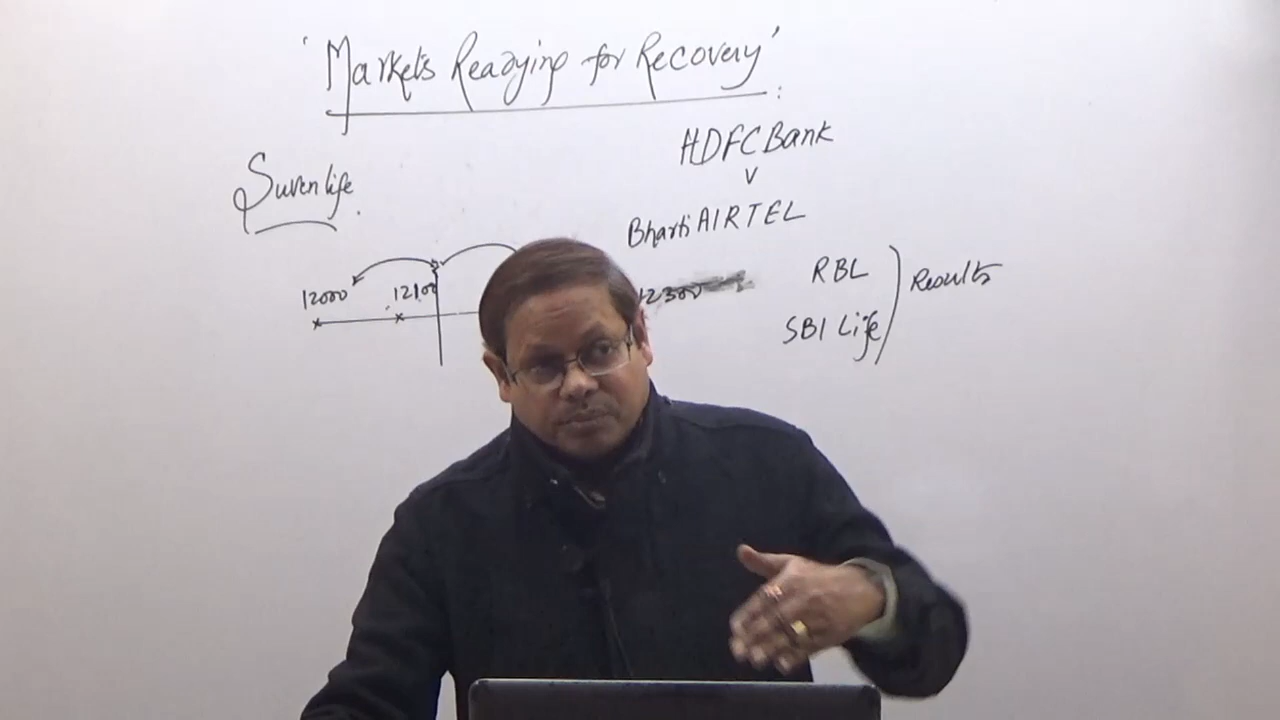 'Markets Readying for Recovery' :
HDFC Bank
v
Suven life.
Bharti AIRTEL
12000 12100 12300
RBL
SBI Life
Results